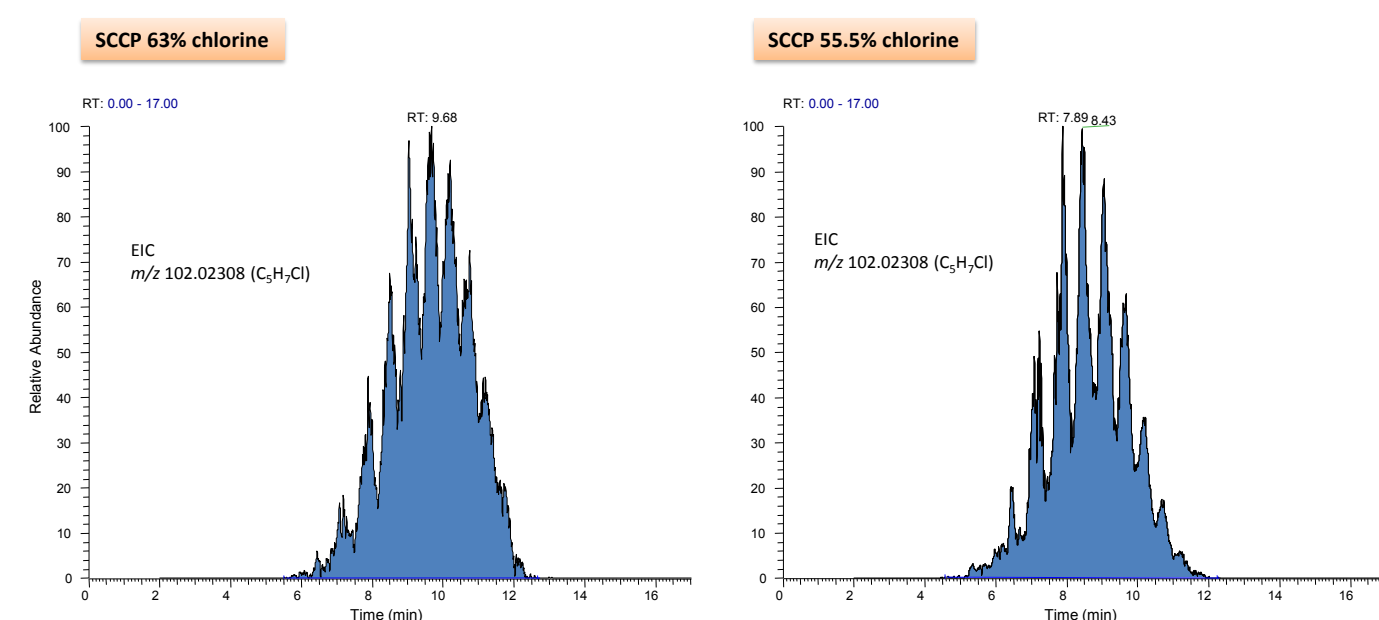 SCCP 63% chlorine
RT: 0.00 - 17.00
RT: 9.68
100
90
80
70
60
50
40
30
20
10
0
Relative Abundance
EIC
m/z 102.02308 (C₅H₇Cl)
0 2 4 6 8 10 12 14 16
Time (min)
SCCP 55.5% chlorine
RT: 0.00 - 17.00
RT: 7.89 8.43
100
90
80
70
60
50
40
30
20
10
0
EIC
m/z 102.02308 (C₅H₇Cl)
0 2 4 6 8 10 12 14 16
Time (min)